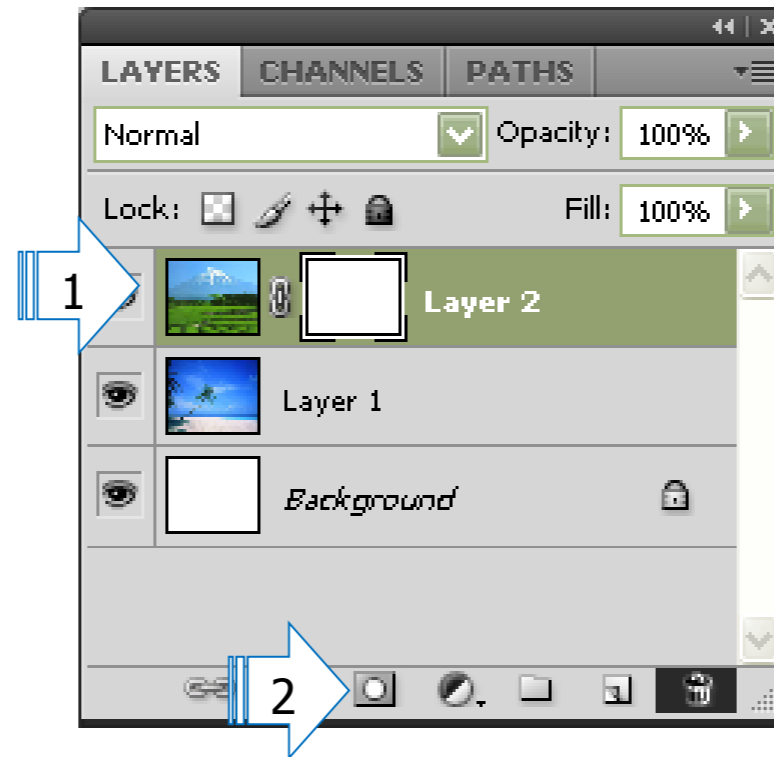 LAYERS CHANNELS PATHS
Normal Opacity: 100%
Lock: Fill: 100%
1 Layer 2
Layer 1
Background
2